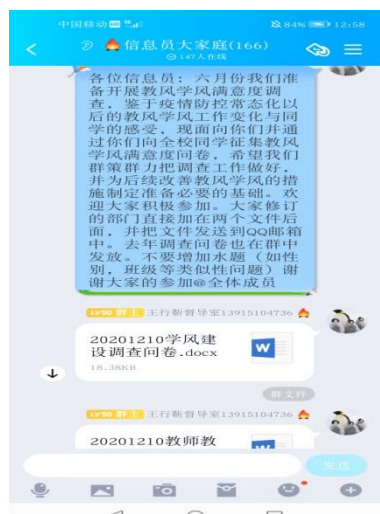 中国移动 84% 12:58
信息员大家庭(166)
147人在线
各位信息员：六月份我们准
备开展教风学风满意度调
查，鉴于疫情防控常态化以
后的教风学风工作变化与同
学的感受，现面向你们并通
过你们向全校同学征集教风
学风满意度问卷，希望我们
群策群力把调查工作做好，
并为后续改善教风学风的措
施制定准备必要的基础。欢
迎大家积极参加。大家修订
的部门直接加在两个文件后
面，并把文件发送到QQ邮箱
中。去年调查问卷也在群中
发放。不要增加水题（如性
别，班级等类似性问题）谢
谢大家的参加@全体成员
LV50 群主 王行靳督导室13915104736
20201210学风建
设调查问卷.docx
W
18.38KB
群文件
LV50 群主 王行靳督导室13915104736
20201210教师教
W
发送